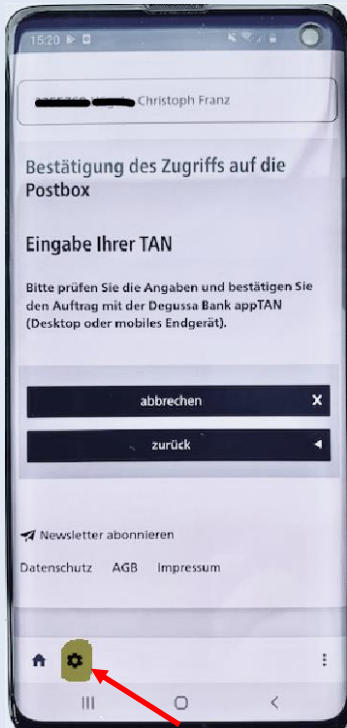 15:20
Christoph Franz
Bestätigung des Zugriffs auf die
Postbox
Eingabe Ihrer TAN
Bitte prüfen Sie die Angaben und bestätigen Sie
den Auftrag mit der Degussa Bank appTAN
(Desktop oder mobiles Endgerät).
abbrechen X
zurück
Newsletter abonnieren
Datenschutz AGB Impressum